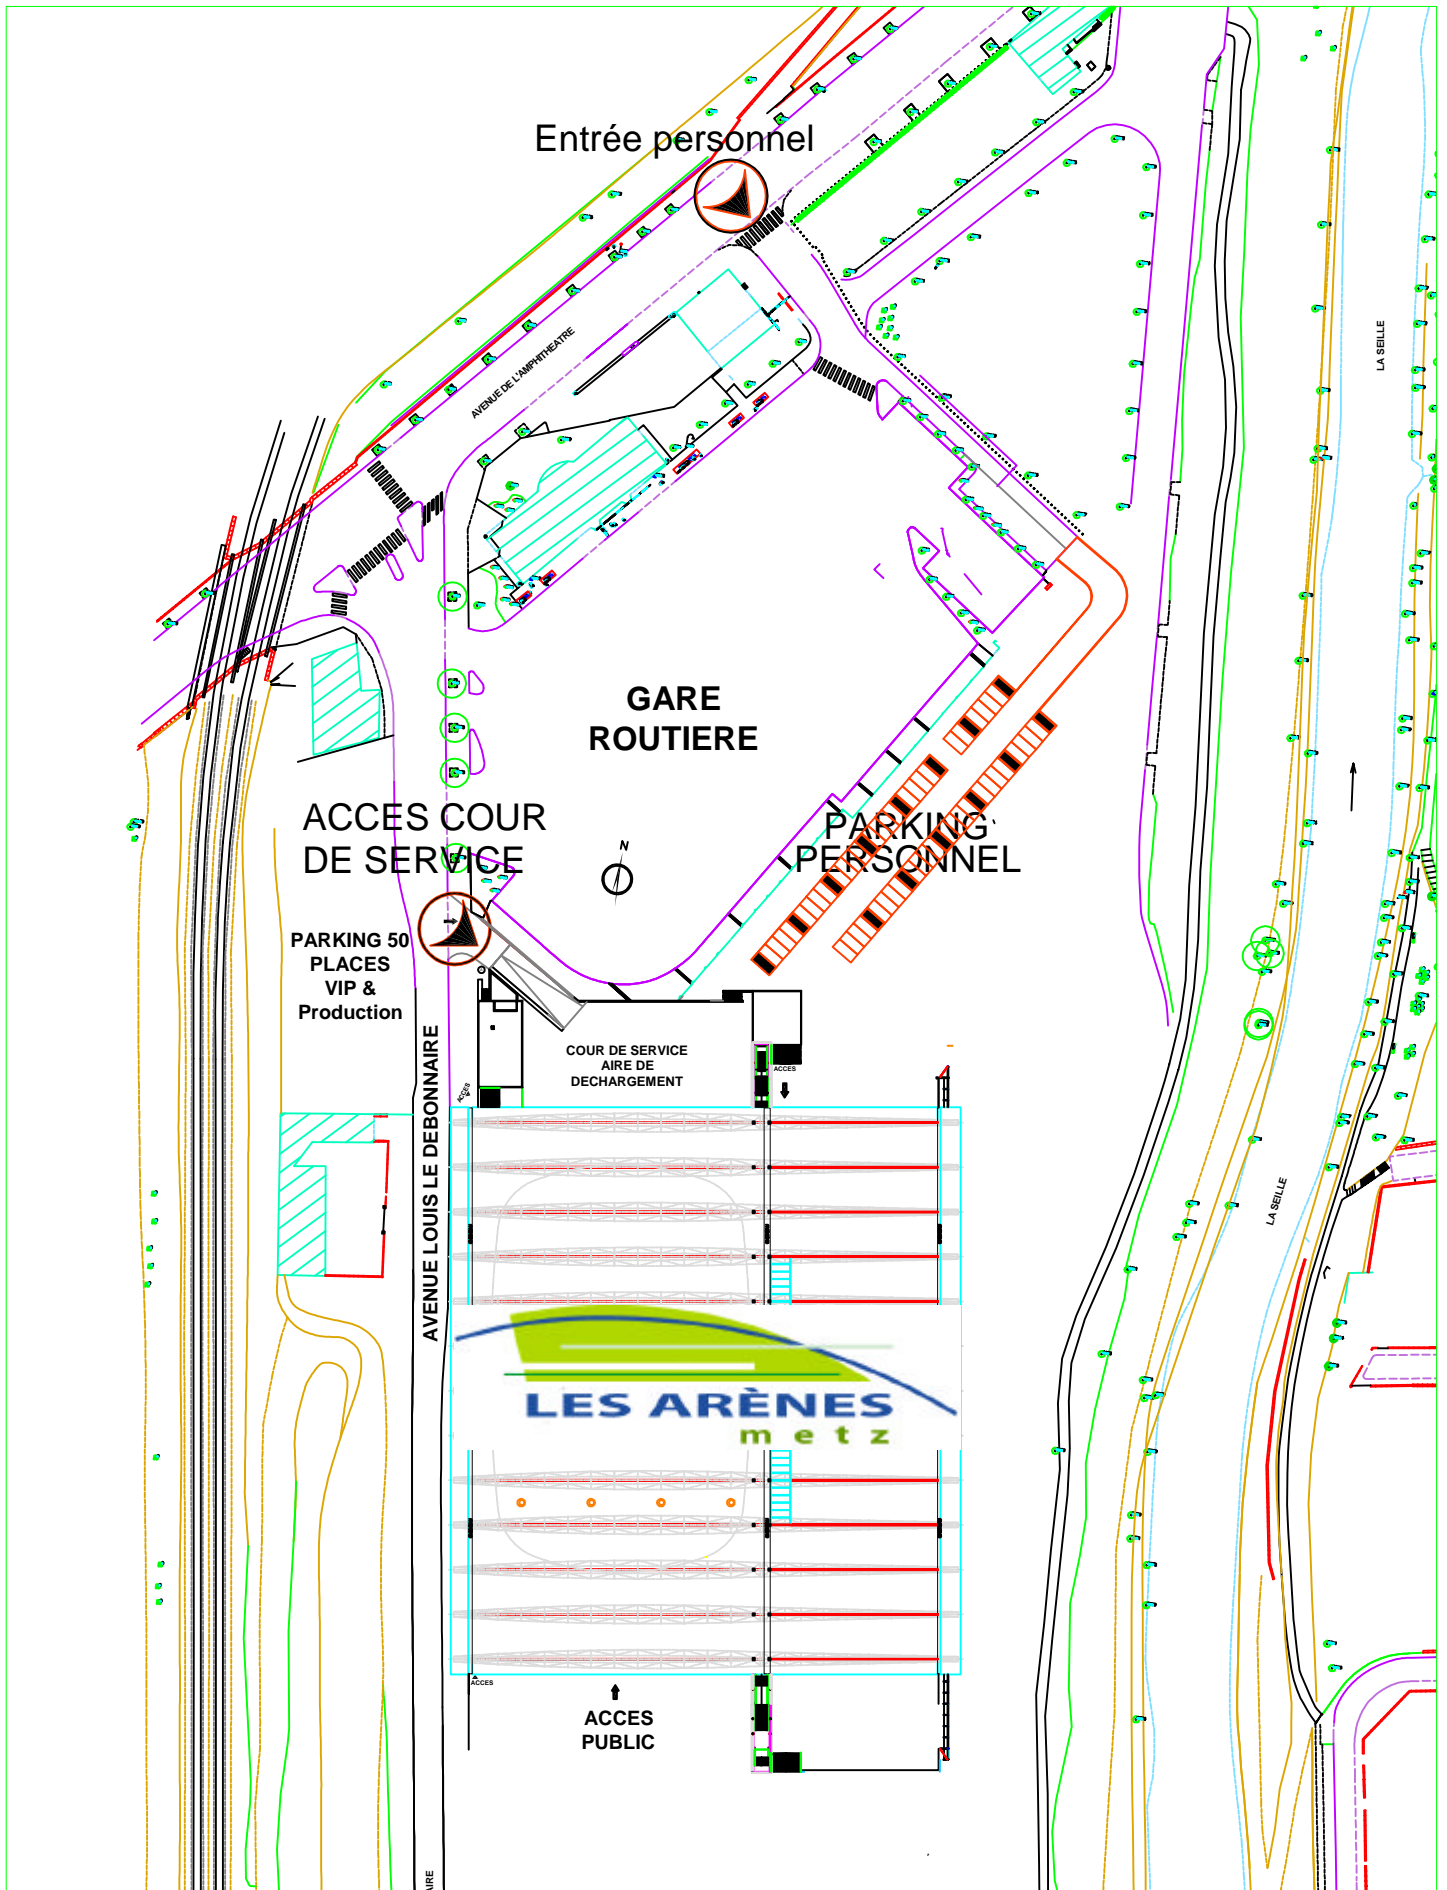 Entrée personnel
AVENUE DE L'AMPHITHEATRE
LA SEILLE
GARE
ROUTIERE
ACCES COUR
DE SERVICE
PARKING
PERSONNEL
N
PARKING 50
PLACES
VIP &
Production
COUR DE SERVICE
AIRE DE
DECHARGEMENT
ACCES
ACCES
AVENUE LOUIS LE DEBONNAIRE
LA SEILLE
LES ARÈNES
metz
ACCES
ACCES
PUBLIC
AIRE